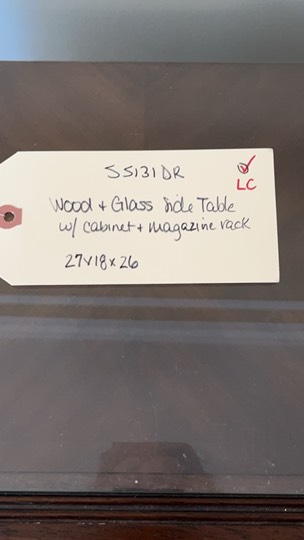 SS131DR
LC
Wood + Glass Side Table
w/ cabinet + magazine rack
27x18x26